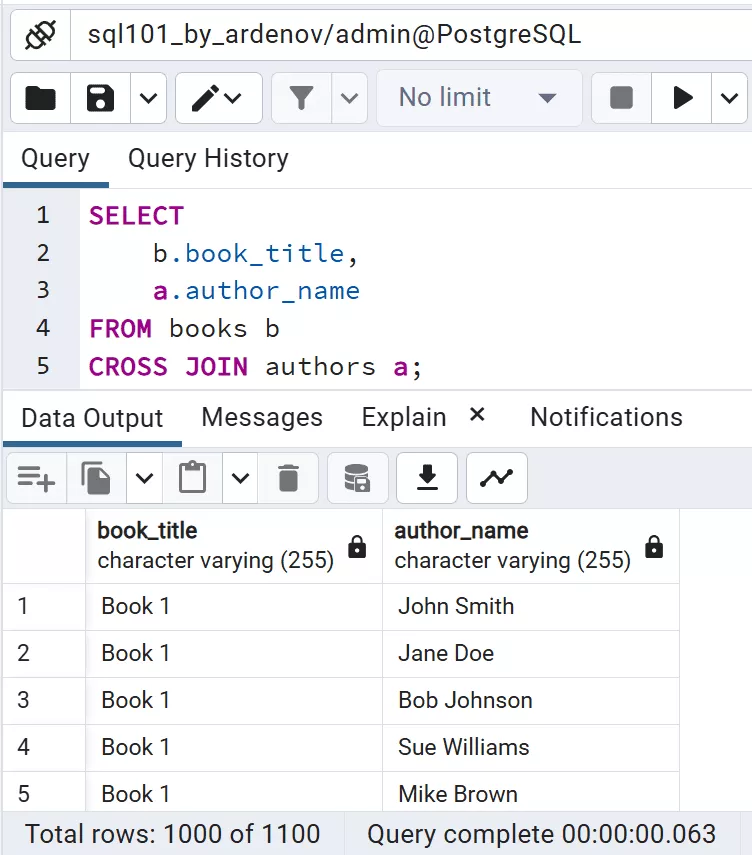 sql101_by_ardenov/admin@PostgreSQL
No limit
Query Query History
1 SELECT
2 b.book_title,
3 a.author_name
4 FROM books b
5 CROSS JOIN authors a;
Data Output Messages Explain × Notifications
book_title author_name
character varying (255) character varying (255)
1 Book 1 John Smith
2 Book 1 Jane Doe
3 Book 1 Bob Johnson
4 Book 1 Sue Williams
5 Book 1 Mike Brown
Total rows: 1000 of 1100 Query complete 00:00:00.063